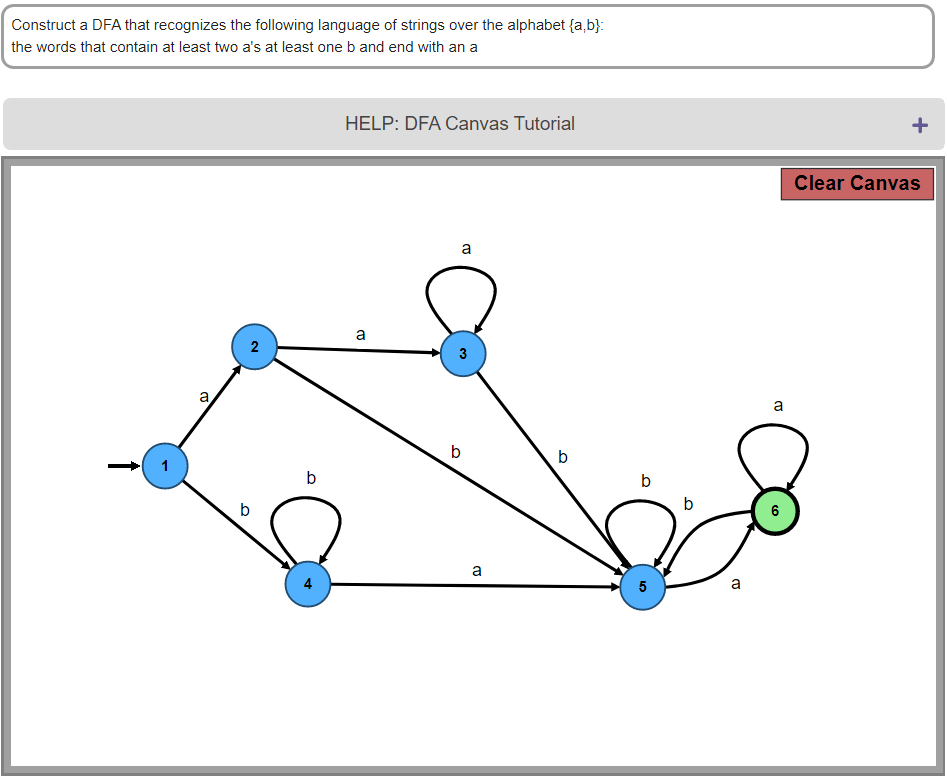 Construct a DFA that recognizes the following language of strings over the alphabet {a,b}:
the words that contain at least two a's at least one b and end with an a
HELP: DFA Canvas Tutorial +
Clear Canvas
a
a
2
3
a
a
b
b
1
b
b
b
b
6
a
4
5
a